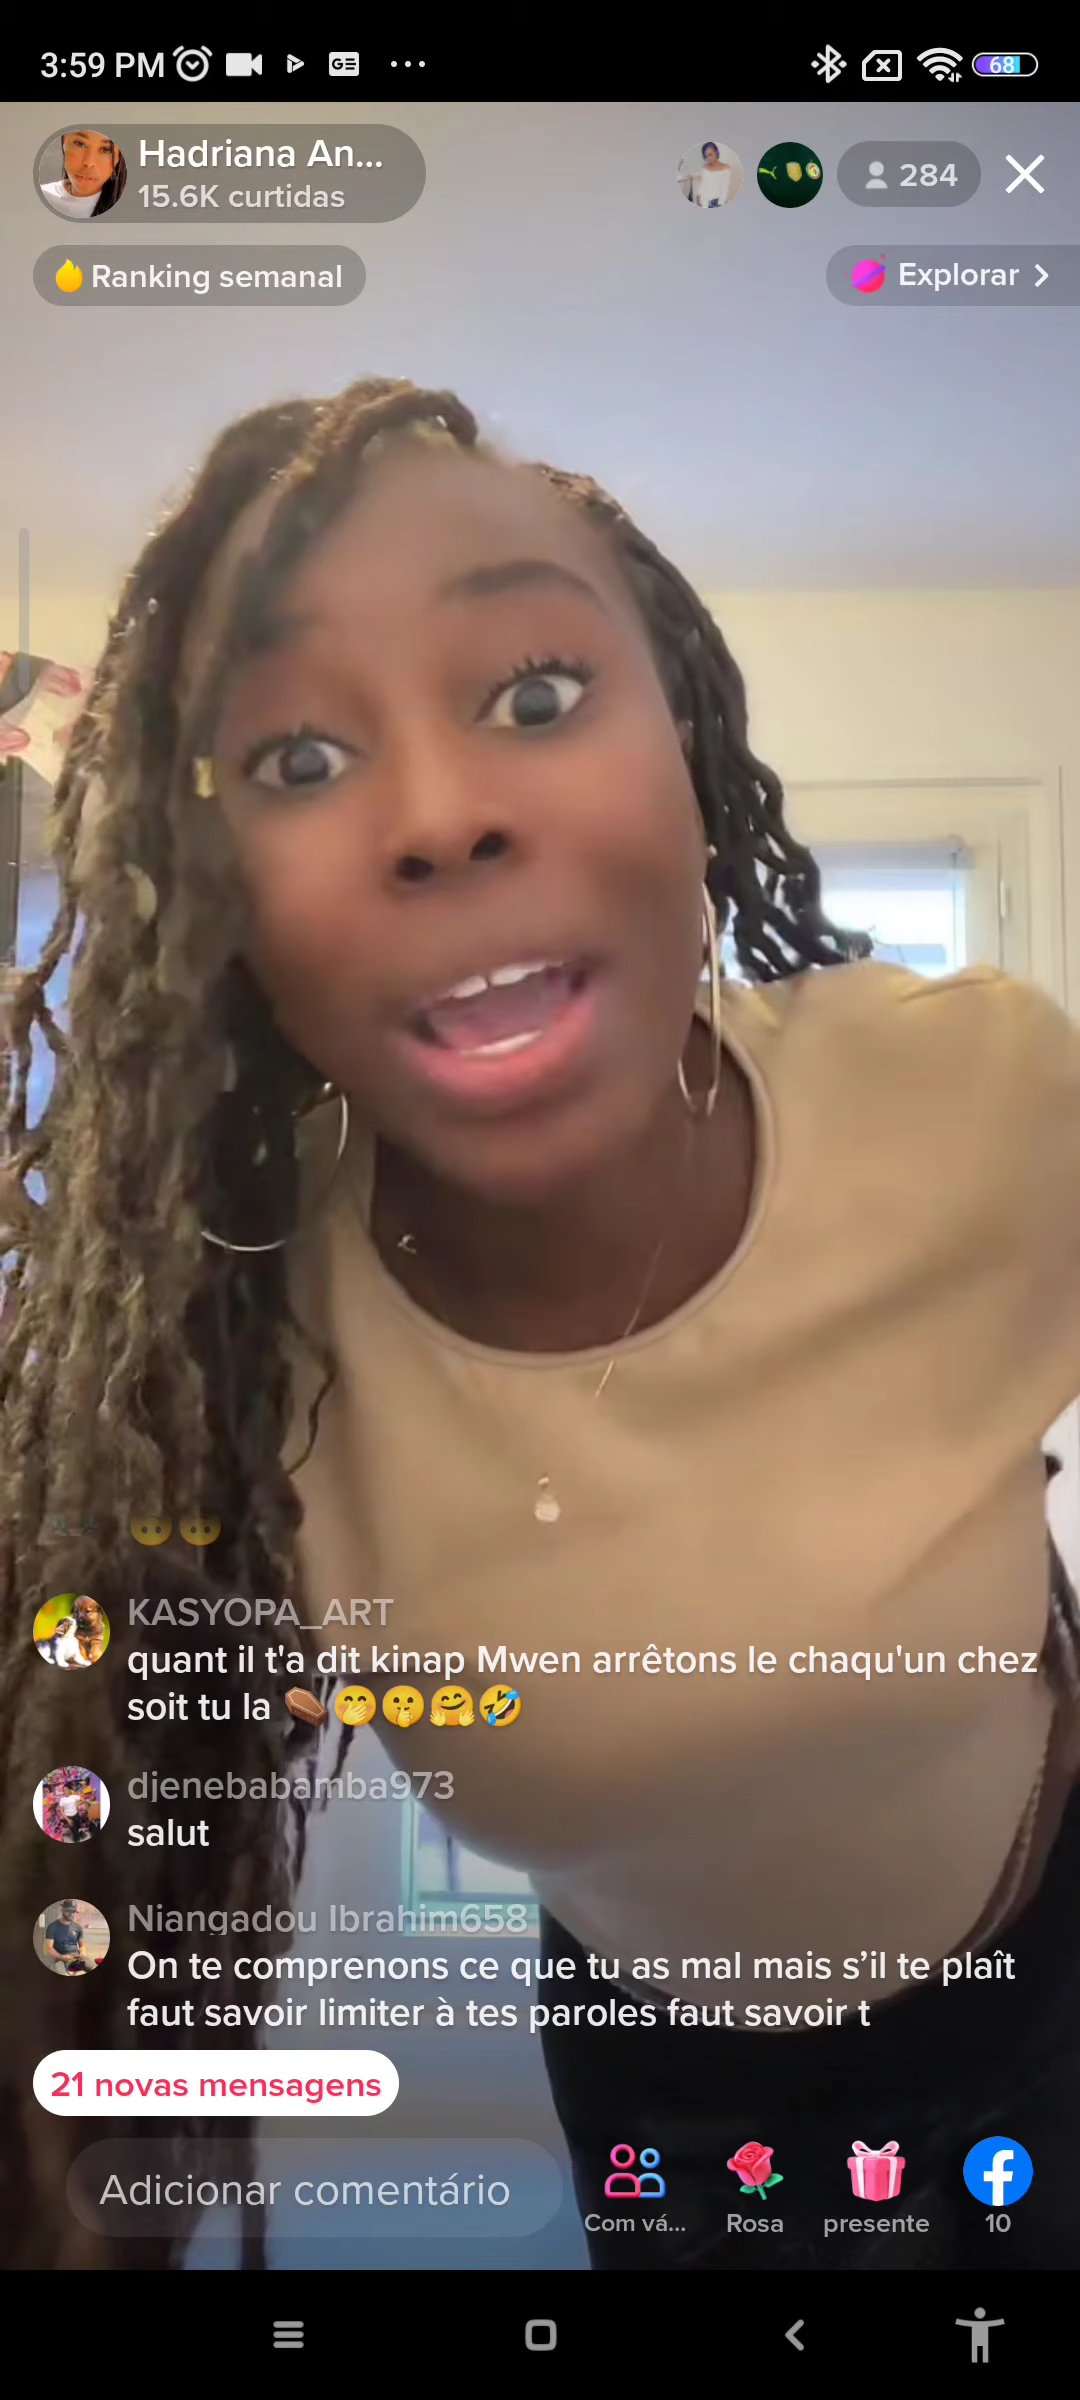 3:59 PM
68
Hadriana An...
15.6K curtidas
284
Ranking semanal
Explorar
KASYOPA_ART
quant il t'a dit kinap Mwen arrêtons le chaqu'un chez
soit tu la
djenebabamba973
salut
Niangadou Ibrahim658
On te comprenons ce que tu as mal mais s’il te plaît
faut savoir limiter à tes paroles faut savoir t
21 novas mensagens
Adicionar comentário
Com vá...
Rosa
presente
10